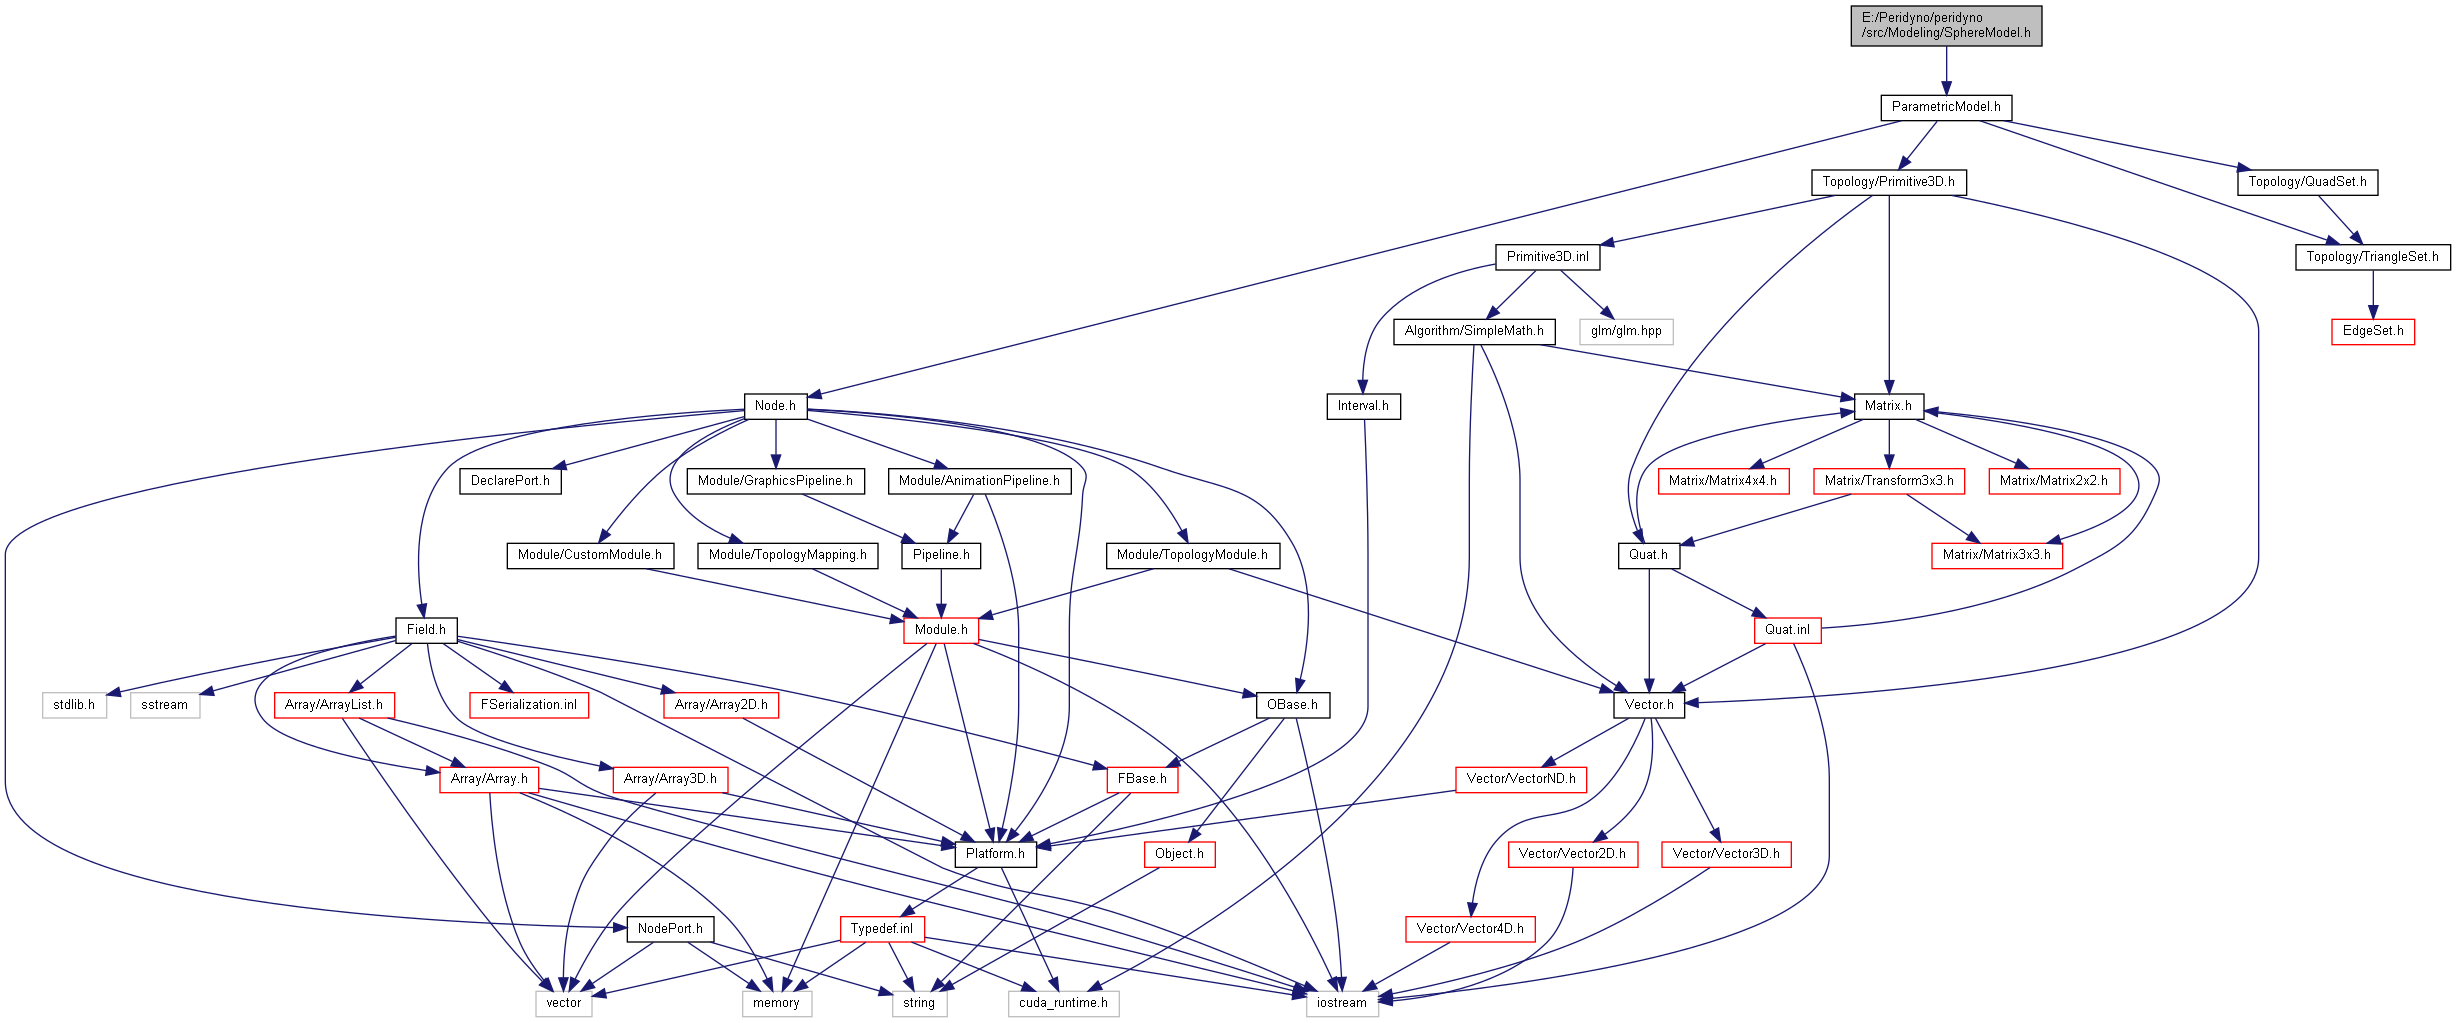 E:/Peridyno/peridyno
/src/Modeling/SphereModel.h
ParametricModel.h
Topology/Primitive3D.h
Topology/QuadSet.h
Primitive3D.inl
Topology/TriangleSet.h
Algorithm/SimpleMath.h
glm/glm.hpp
EdgeSet.h
Node.h
Interval.h
Matrix.h
DeclarePort.h
Module/GraphicsPipeline.h
Module/AnimationPipeline.h
Matrix/Matrix4x4.h
Matrix/Transform3x3.h
Matrix/Matrix2x2.h
Module/CustomModule.h
Module/TopologyMapping.h
Pipeline.h
Module/TopologyModule.h
Quat.h
Matrix/Matrix3x3.h
Field.h
Module.h
Quat.inl
stdlib.h
sstream
Array/ArrayList.h
FSerialization.inl
Array/Array2D.h
OBase.h
Vector.h
Array/Array.h
Array/Array3D.h
FBase.h
Vector/VectorND.h
Platform.h
Object.h
Vector/Vector2D.h
Vector/Vector3D.h
NodePort.h
Typedef.inl
Vector/Vector4D.h
vector
memory
string
cuda_runtime.h
iostream